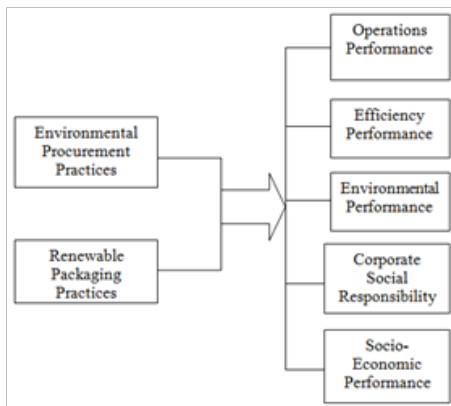 Environmental
Procurement
Practices
Renewable
Packaging
Practices
Operations
Performance
Efficiency
Performance
Environmental
Performance
Corporate
Social
Responsibility
Socio-
Economic
Performance